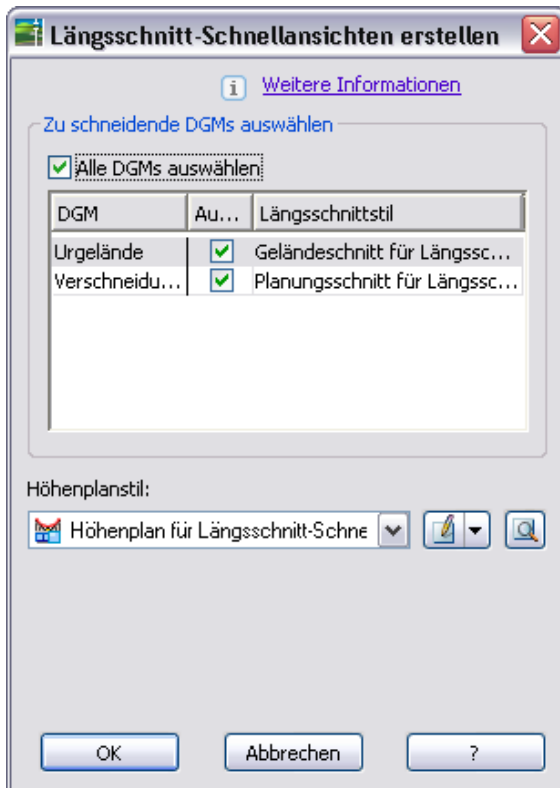 Längsschnitt-Schnellansichten erstellen
Weitere Informationen
Zu schneidende DGMs auswählen
Alle DGMs auswählen
DGM Au... Längsschnittstil
Urgelände Geländeschnitt für Längssc...
Verschneidu... Planungsschnitt für Längssc...
Höhenplanstil:
Höhenplan für Längsschnitt-Schne
OK Abbrechen ?